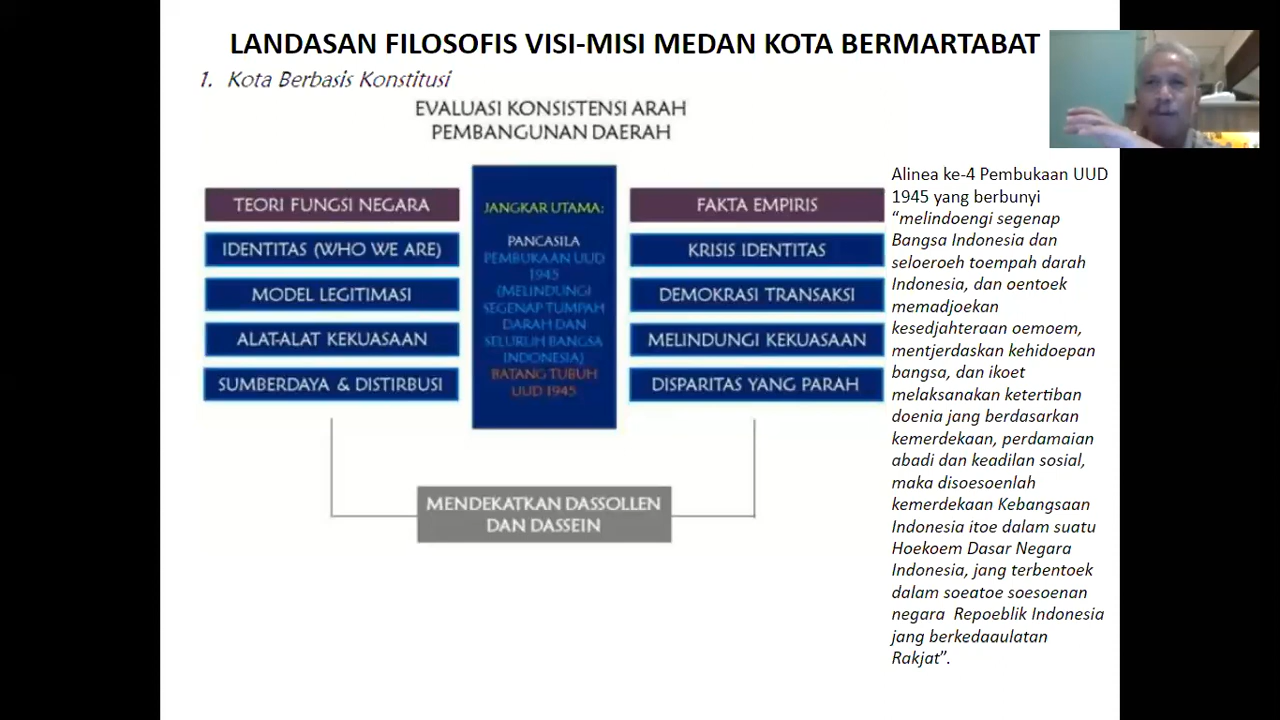 LANDASAN FILOSOFIS VISI-MISI MEDAN KOTA BERMARTABAT
1. Kota Berbasis Konstitusi
EVALUASI KONSISTENSI ARAH
PEMBANGUNAN DAERAH
TEORI FUNGSI NEGARA
IDENTITAS (WHO WE ARE)
MODEL LEGITIMASI
ALAT-ALAT KEKUASAAN
SUMBERDAYA & DISTIRBUSI
JANGKAR UTAMA:
PANCASILA
PEMBUKAAN UUD
1945
(MELINDUNGI
SEGENAP TUMPAH
DARAH DAN
SELURUH BANGSA
INDONESIA)
BATANG TUBUH
UUD 1945
FAKTA EMPIRIS
KRISIS IDENTITAS
DEMOKRASI TRANSAKSI
MELINDUNGI KEKUASAAN
DISPARITAS YANG PARAH
MENDEKATKAN DASSOLLEN
DAN DASSEIN
Alinea ke-4 Pembukaan UUD
1945 yang berbunyi
“melindoengi segenap
Bangsa Indonesia dan
seloeroeh toempah darah
Indonesia, dan oentoek
memadjoekan
kesedjahteraan oemoem,
mentjerdaskan kehidoepan
bangsa, dan ikoet
melaksanakan ketertiban
doenia jang berdasarkan
kemerdekaan, perdamaian
abadi dan keadilan sosial,
maka disoesoenlah
kemerdekaan Kebangsaan
Indonesia itoe dalam suatu
Hoekoem Dasar Negara
Indonesia, jang terbentoek
dalam soeatoe soesoenan
negara  Repoeblik Indonesia
jang berkedaaulatan
Rakjat”.